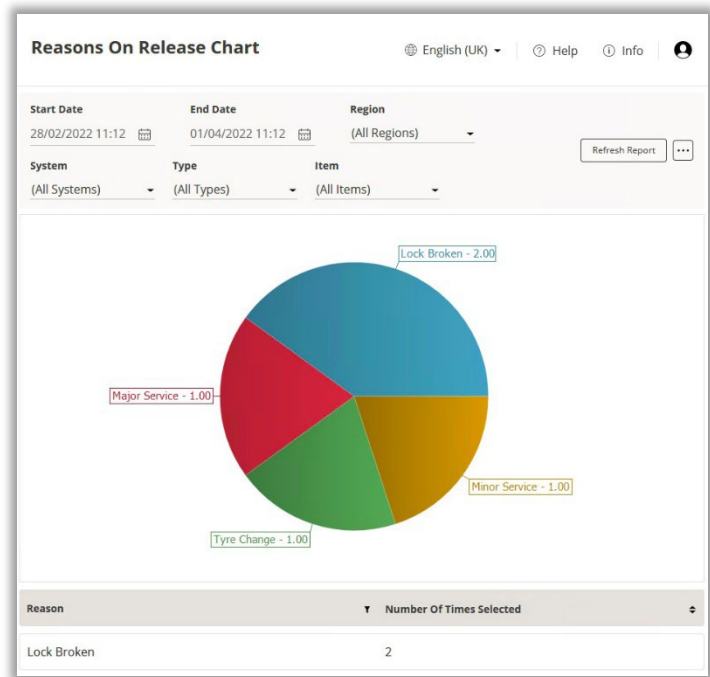 Reasons On Release Chart
English (UK)
Help
Info
Start Date
End Date
Region
28/02/2022 11:12
01/04/2022 11:12
(All Regions)
Refresh Report
System
Type
Item
(All Systems)
(All Types)
(All Items)
Lock Broken - 2.00
Major Service - 1.00
Minor Service - 1.00
Tyre Change - 1.00
Reason
Number Of Times Selected
Lock Broken
2